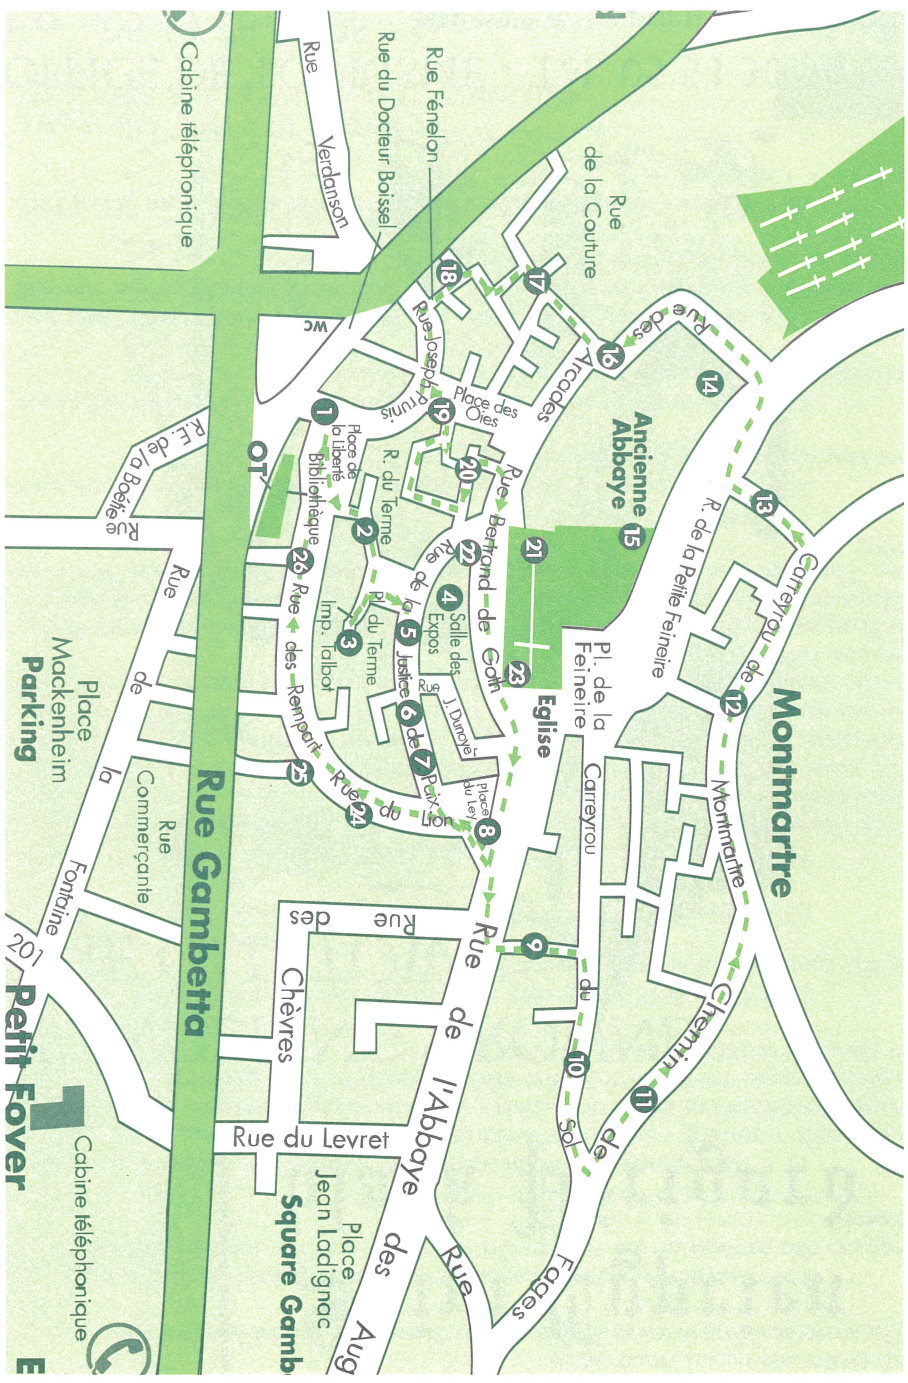 Cabine téléphonique
Rue
Verdanson
Rue du Docteur Boissel
Rue Fénelon
Rue
de la Couture
WC
Rue Joseph
Prunis
Place des
Oies
Arcades
Rue des
14
16
17
18
19
20
1
Place de
la Liberté
Bibliothèque
OT
R.E. de la Boétie
Rue
R. du Terme
2
Ancienne
Abbaye
15
21
13
Carreyrou de
Montmartre
12
R. de la Petite Feineire
Rue Bertrand de Gotin
22
Rue de la
Justice
de
Paix
4
Salle des
Expos
5
6
7
R. du Terme
3
Imp. Talbot
26
Rue des Rempart
25
24
Rue du Lion
Rue
J. Dunoyer
Place
du Ley
8
23
Eglise
Pl. de la
Feineire
Carreyrou
du
Sol
9
10
11
Chemin
de
Fages
Montmartre
Place
Mackenheim
Parking
Rue
de
la
Fontaine
201
Rue
Commerçante
Rue Gambetta
Rue
des
Chèvres
Rue
de
l'Abbaye
des
Aug
Rue du Levret
Rue
Place
Jean Ladignac
Square Gamb
Petit Foyer
Cabine téléphonique
E